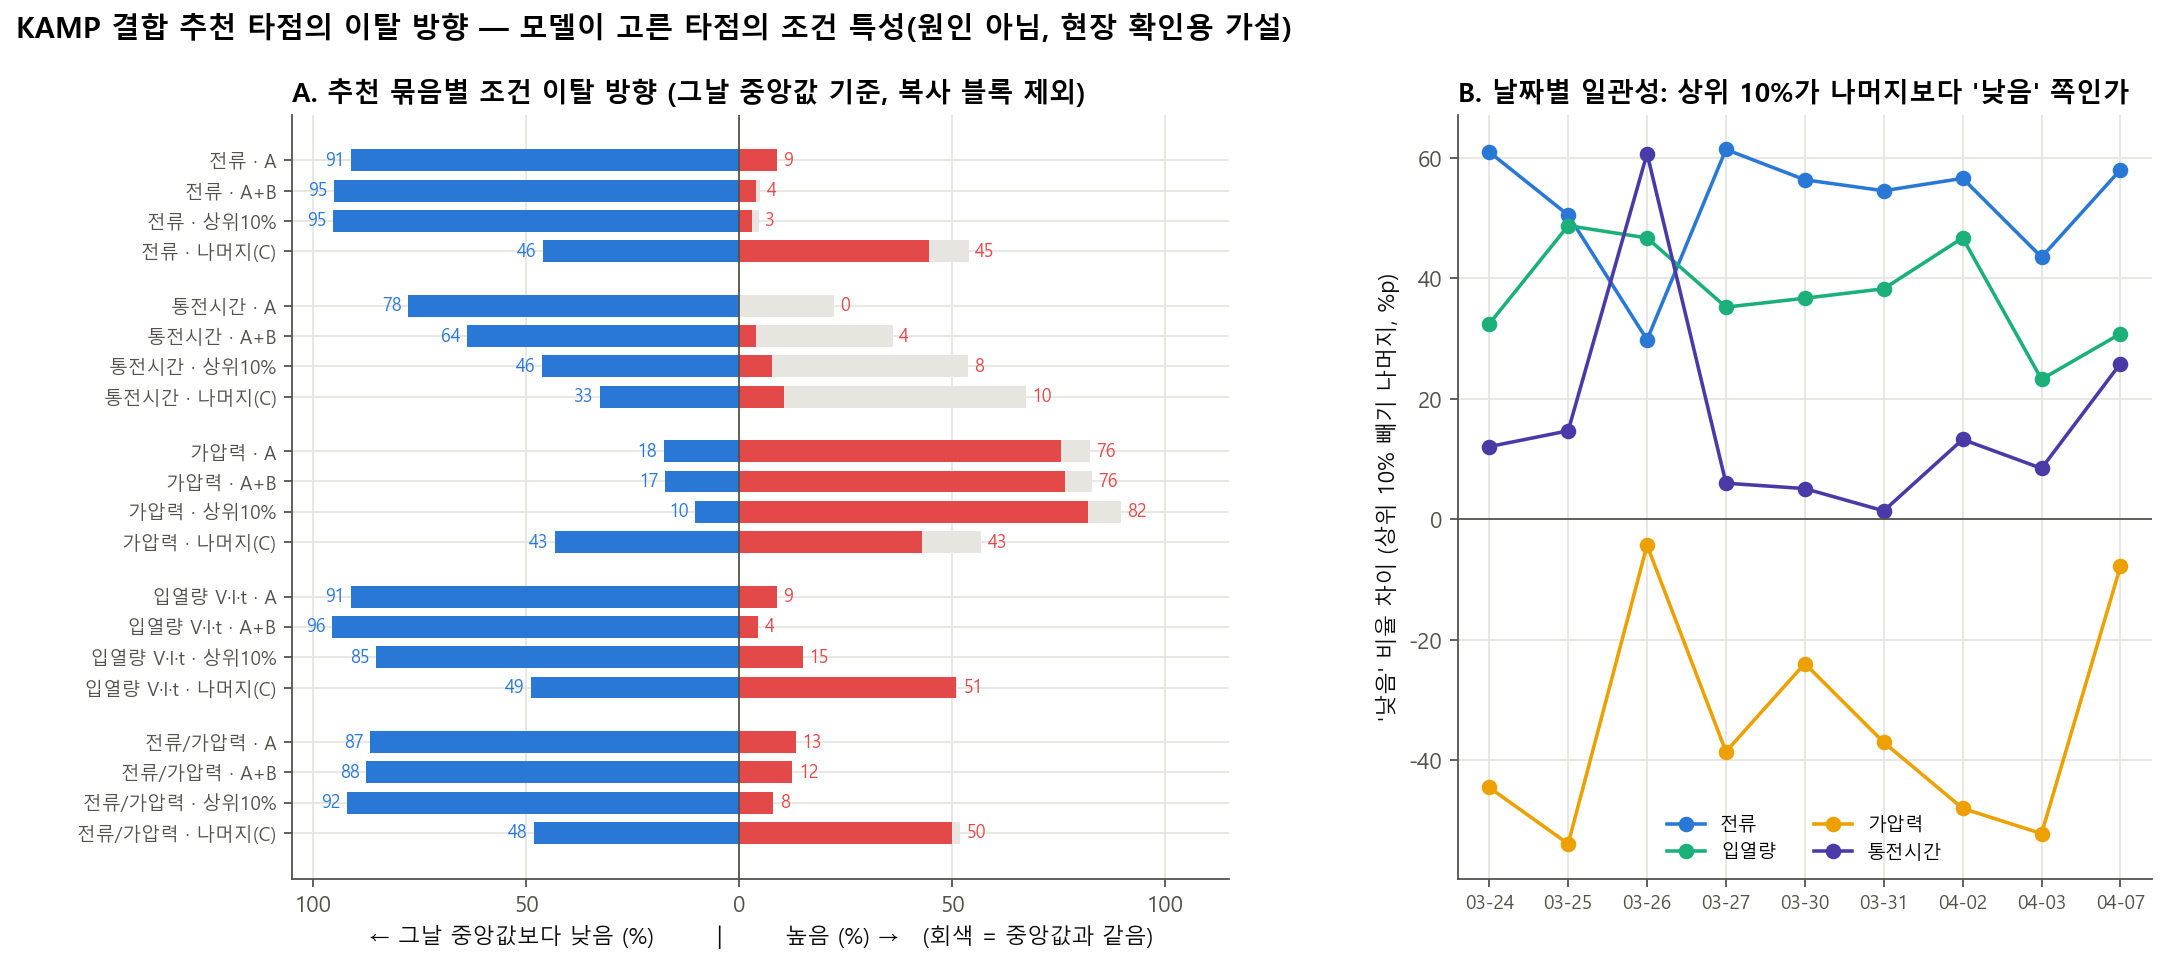 KAMP 결합 추천 타점의 이탈 방향 — 모델이 고른 타점의 조건 특성(원인 아님, 현장 확인용 가설)
A. 추천 묶음별 조건 이탈 방향 (그날 중앙값 기준, 복사 블록 제외)
전류 · A 91 9
전류 · A+B 95 4
전류 · 상위10% 95 3
전류 · 나머지(C) 46 45
통전시간 · A 78 0
통전시간 · A+B 64 4
통전시간 · 상위10% 46 8
통전시간 · 나머지(C) 33 10
가압력 · A 18 76
가압력 · A+B 17 76
가압력 · 상위10% 10 82
가압력 · 나머지(C) 43 43
입열량 V·I·t · A 91 9
입열량 V·I·t · A+B 96 4
입열량 V·I·t · 상위10% 85 15
입열량 V·I·t · 나머지(C) 49 51
전류/가압력 · A 87 13
전류/가압력 · A+B 88 12
전류/가압력 · 상위10% 92 8
전류/가압력 · 나머지(C) 48 50
100 50 0 50 100
← 그날 중앙값보다 낮음 (%) | 높음 (%) → (회색 = 중앙값과 같음)
B. 날짜별 일관성: 상위 10%가 나머지보다 '낮음' 쪽인가
'낮음' 비율 차이 (상위 10% 빼기 나머지, %p)
60
40
20
0
-20
-40
전류 가압력
입열량 통전시간
03-24 03-25 03-26 03-27 03-30 03-31 04-02 04-03 04-07